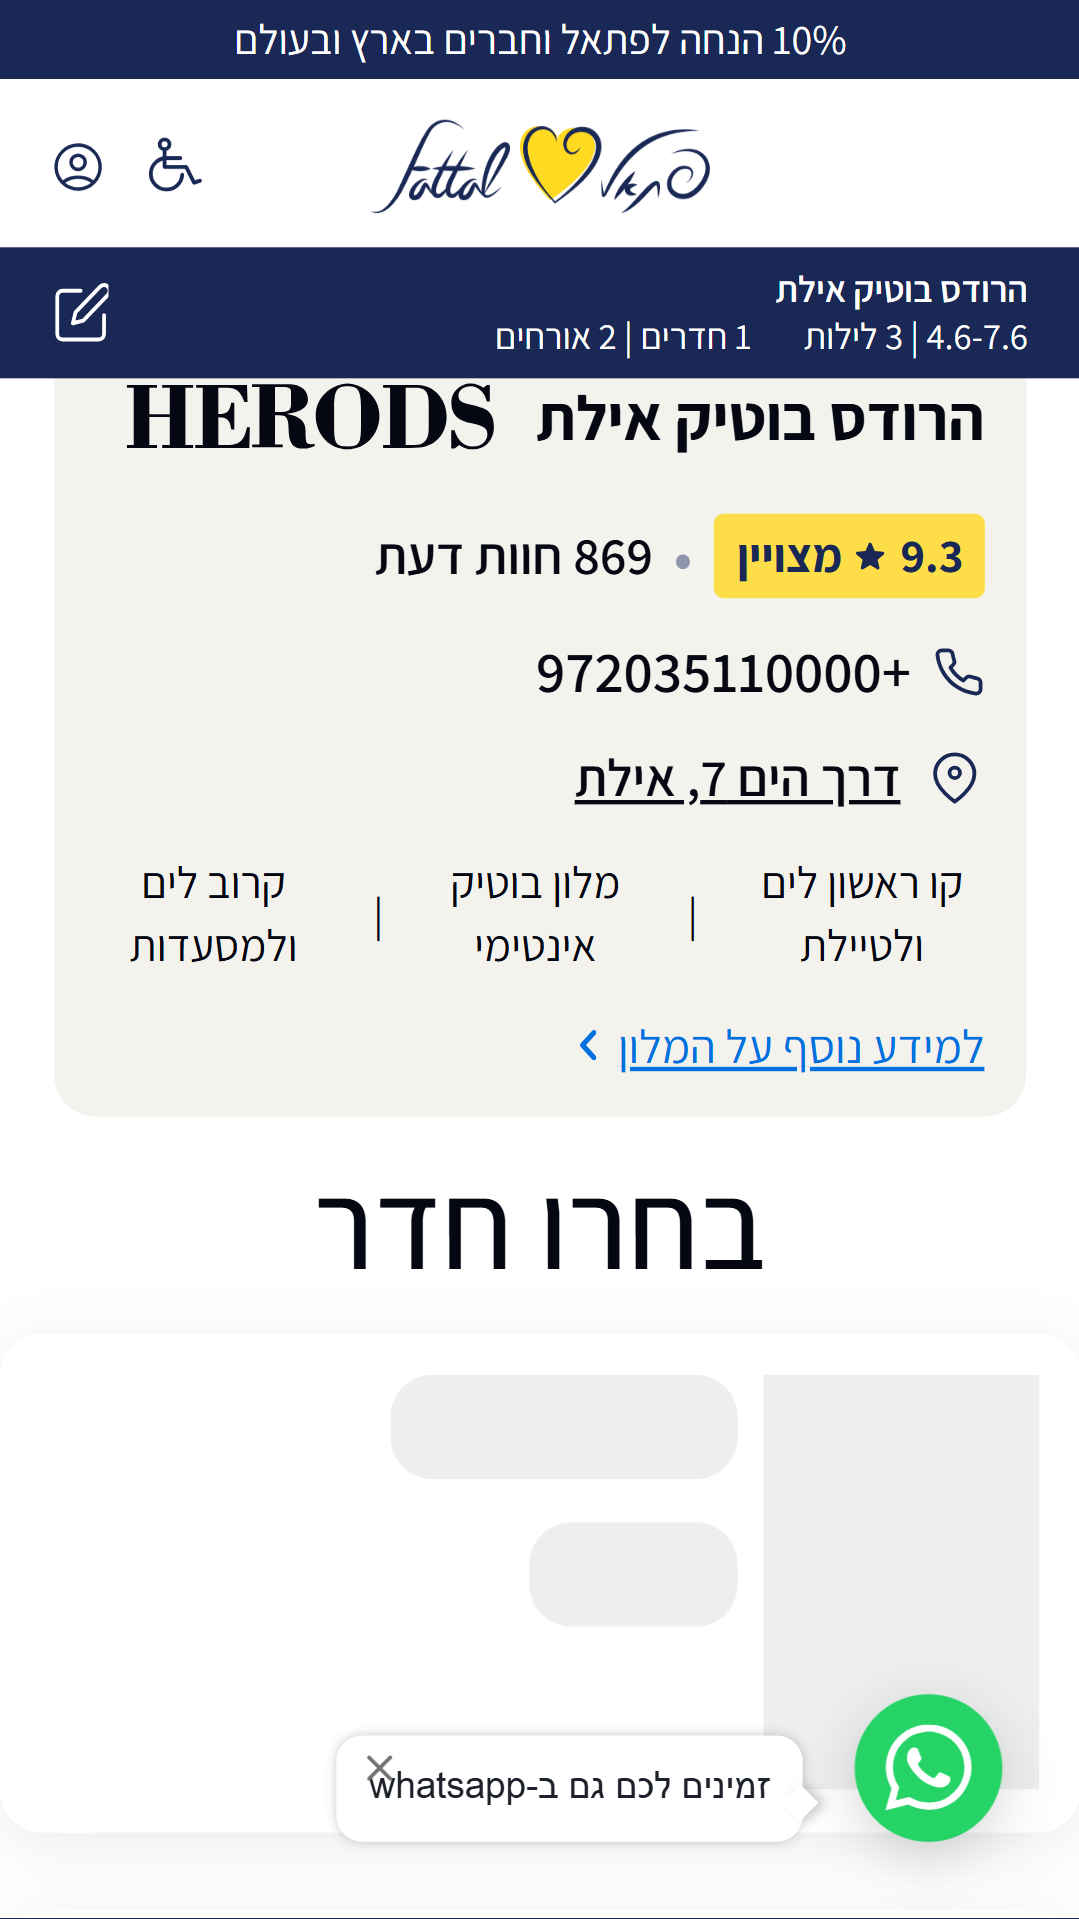 10% הנחה לפתאל וחברים בארץ ובעולם
fattal פתאל
הרודס בוטיק אילת
4.6-7.6 | 3 לילות 1 חדרים | 2 אורחים
הרודס בוטיק אילת HERODS
9.3 ★ מצויין • 869 חוות דעת
972035110000+
דרך הים 7, אילת
קו ראשון לים ולטיילת | מלון בוטיק אינטימי | קרוב לים ולמסעדות
למידע נוסף על המלון
בחרו חדר
זמינים לכם גם ב-whatsapp